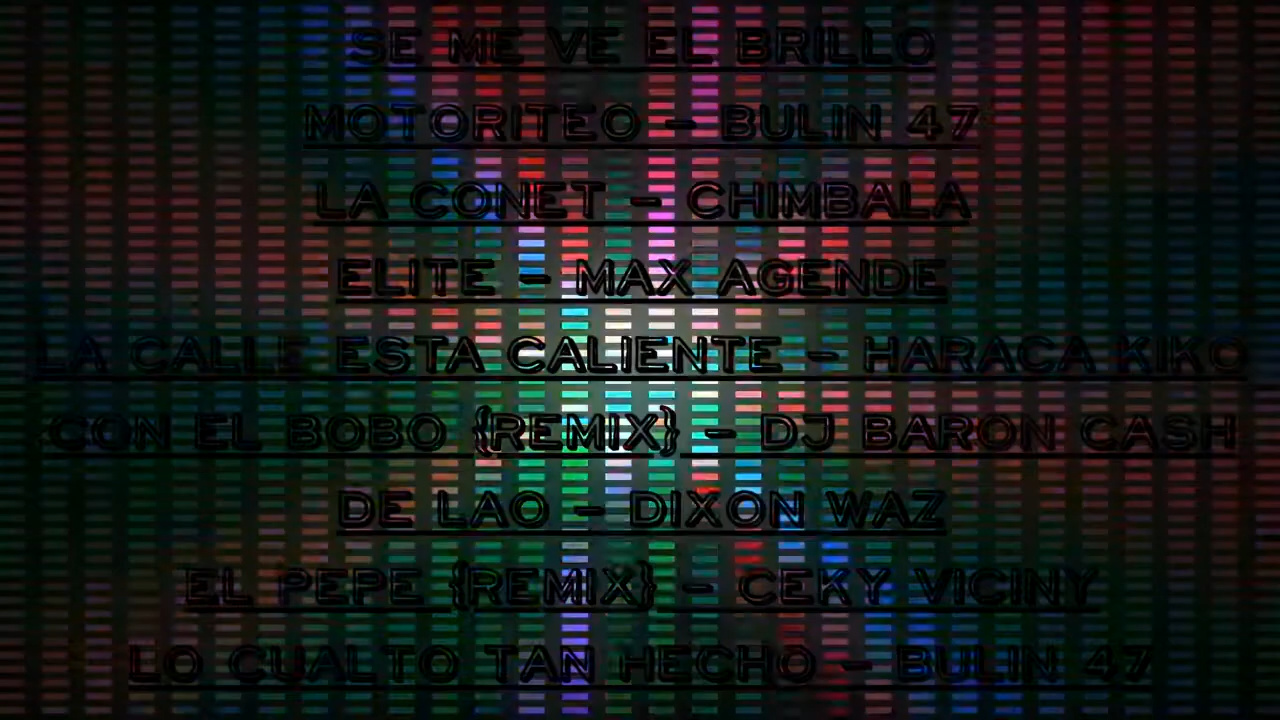 SE ME VE EL BRILLO
MOTORITEO - BULIN 47
LA CONET - CHIMBALA
ELITE - MAX AGENDE
LA CALLE ESTA CALIENTE - HARACA KIKO
CON EL BOBO {REMIX} - DJ BARON CASH
DE LAO - DIXON WAZ
EL PEPE {REMIX} - CEKY VICINY
LO CUALTO TAN HECHO - BULIN 47